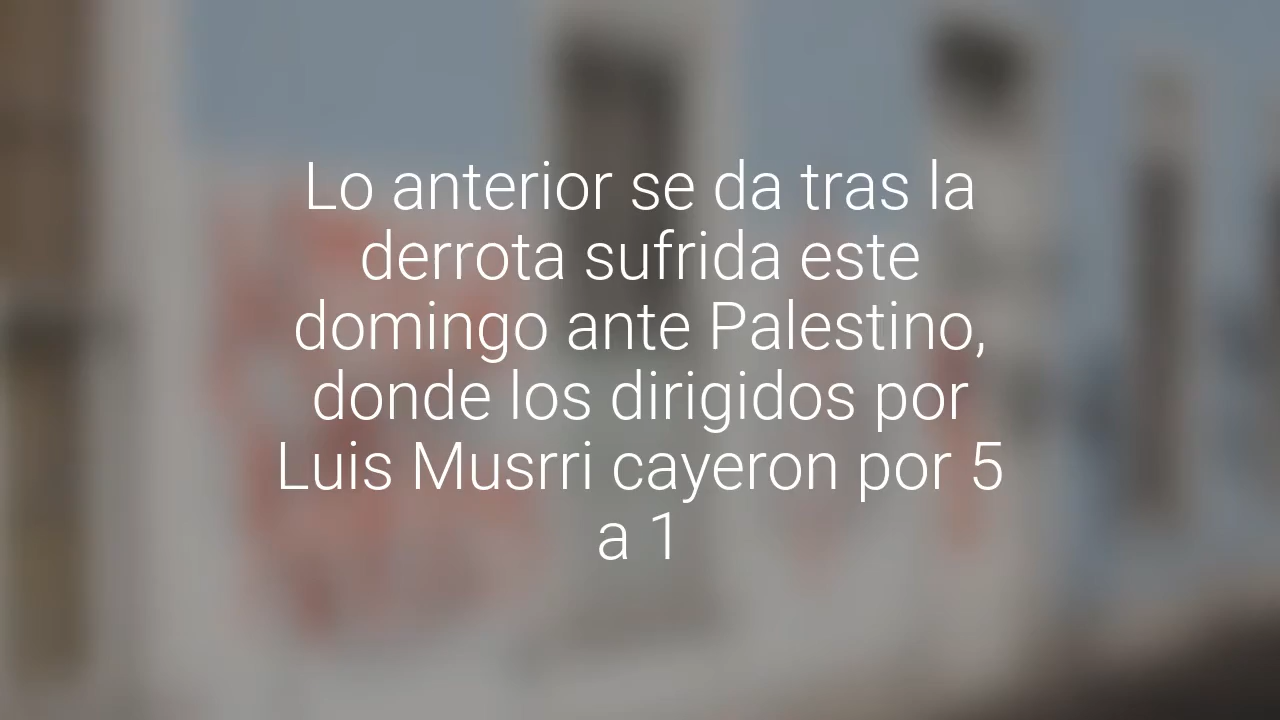 Lo anterior se da tras la
derrota sufrida este
domingo ante Palestino,
donde los dirigidos por
Luis Musrri cayeron por 5
a 1